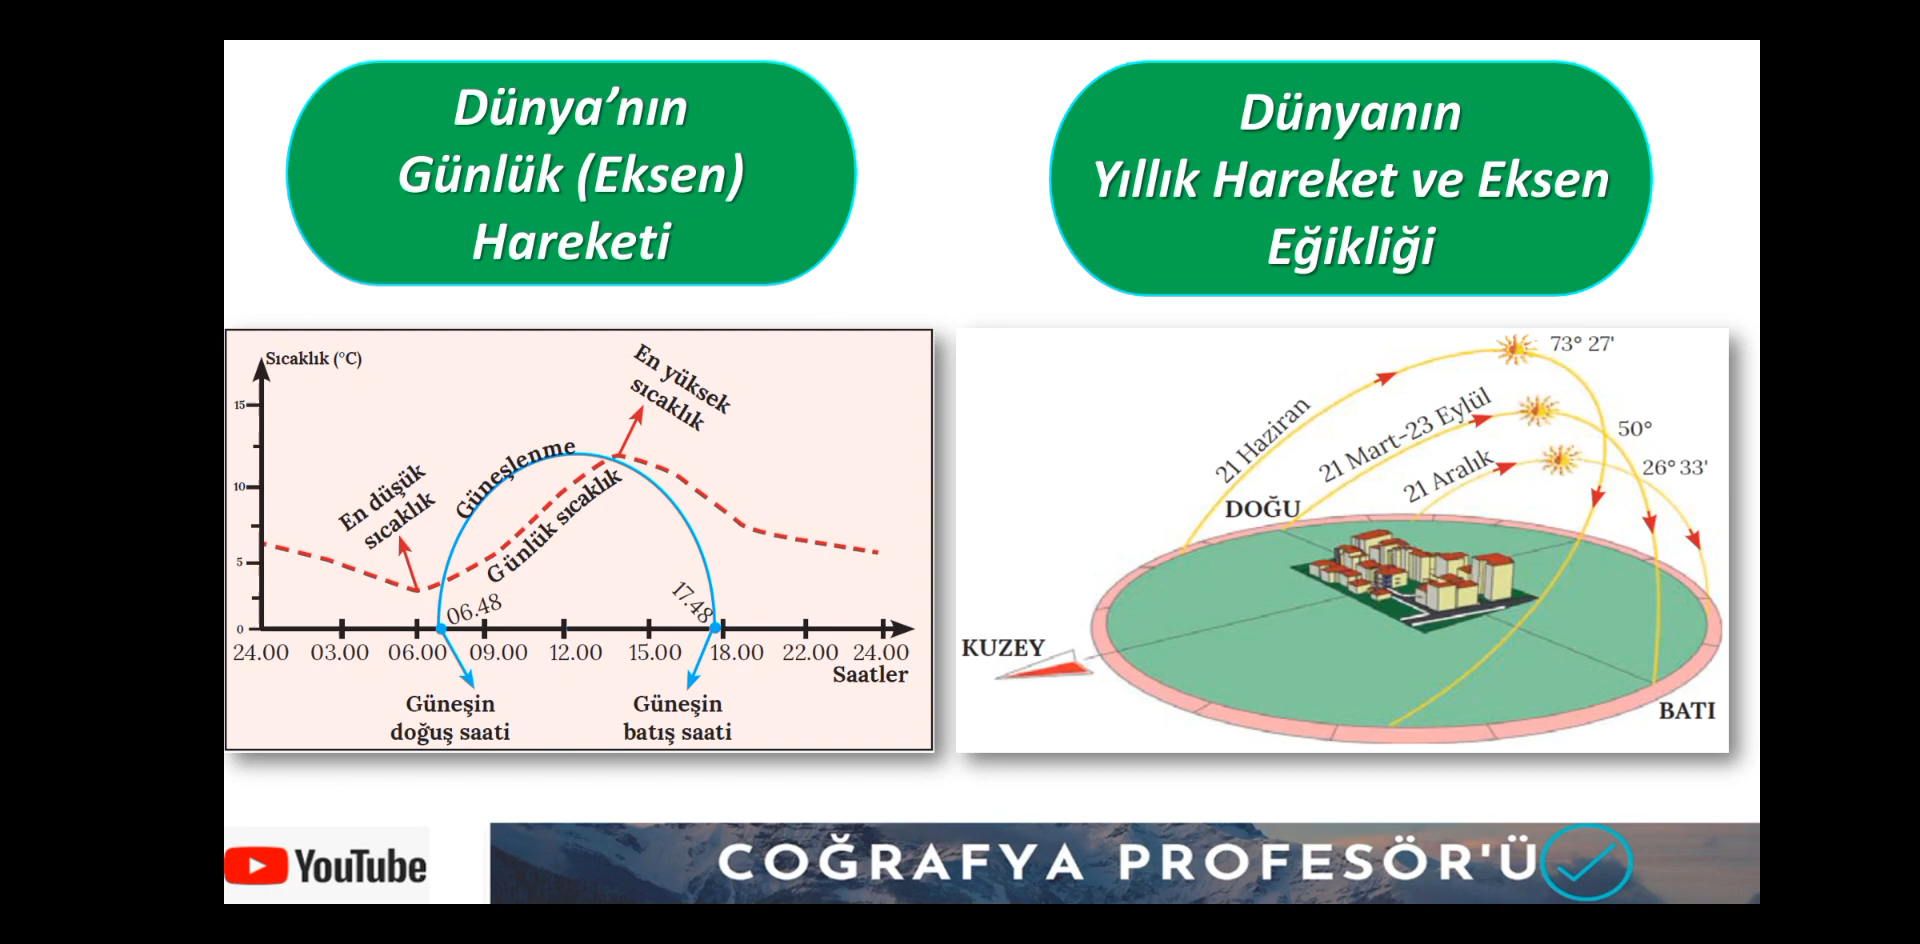 Dünya’nın
Günlük (Eksen)
Hareketi
Dünyanın
Yıllık Hareket ve Eksen
Eğikliği
Sıcaklık (°C)
15
10
5
0
En düşük
sıcaklık
Güneşlenme
Günlük sıcaklık
En yüksek
sıcaklık
06.48
17.48
24.00 03.00 06.00 09.00 12.00 15.00 18.00 22.00 24.00
Saatler
Güneşin
doğuş saati
Güneşin
batış saati
73° 27'
21 Haziran
21 Mart-23 Eylül
50°
21 Aralık
26° 33'
DOĞU
KUZEY
BATI
YouTube
COĞRAFYA PROFESÖR'Ü